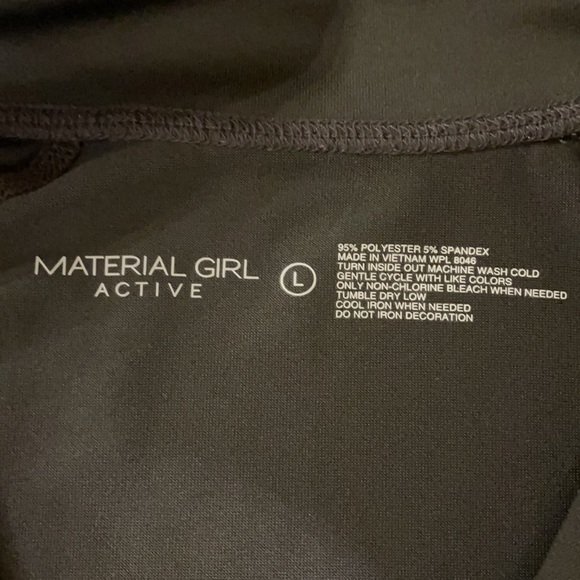 MATERIAL GIRL
ACTIVE
L
95% POLYESTER 5% SPANDEX
MADE IN VIETNAM WPL 8046
TURN INSIDE OUT MACHINE WASH COLD
GENTLE CYCLE WITH LIKE COLORS
ONLY NON-CHLORINE BLEACH WHEN NEEDED
TUMBLE DRY LOW
COOL IRON WHEN NEEDED
DO NOT IRON DECORATION